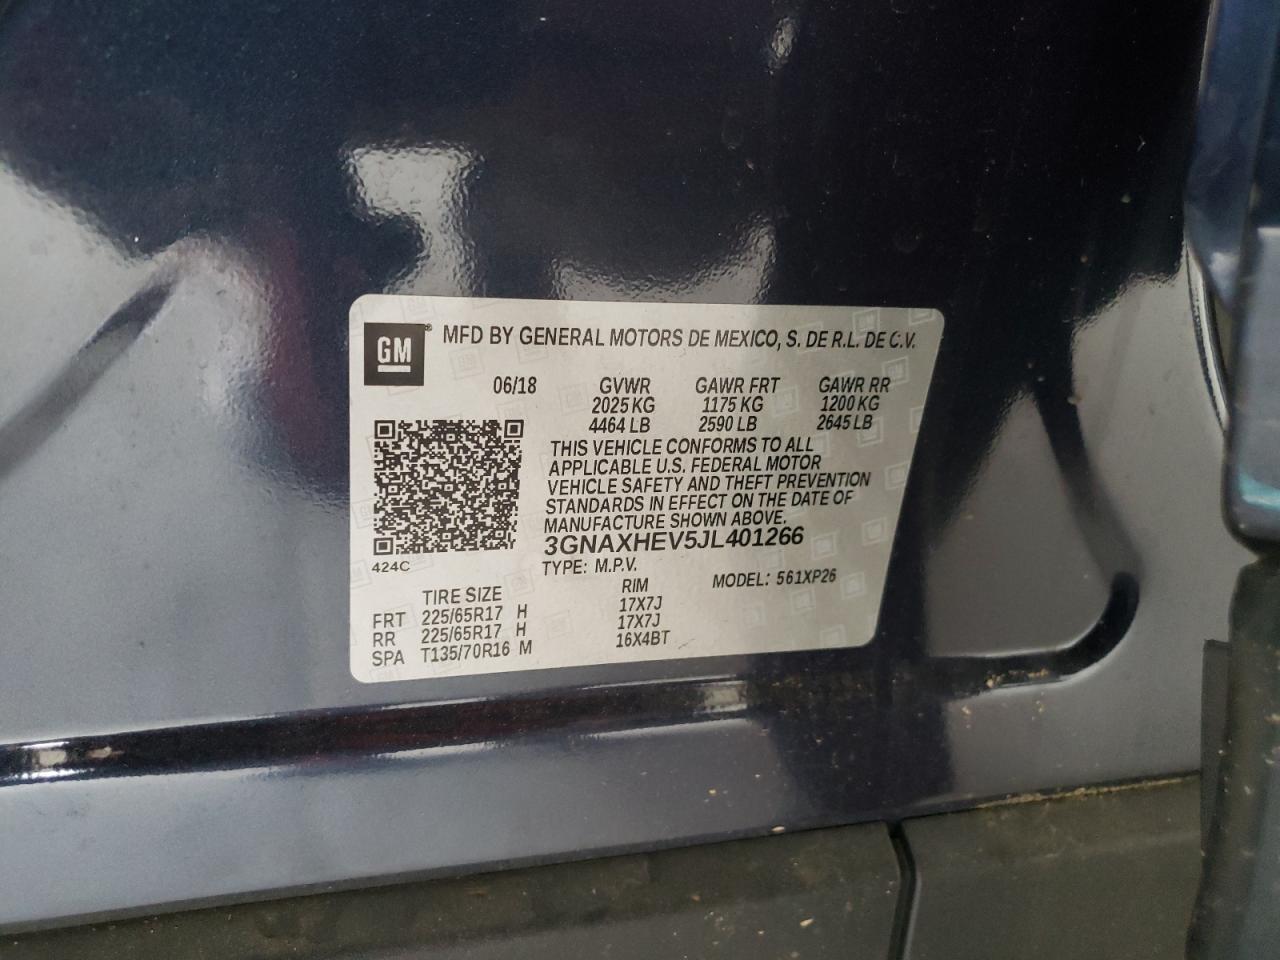 GM® MFD BY GENERAL MOTORS DE MEXICO, S. DE R.L. DE C.V.
06/18 GVWR GAWR FRT GAWR RR
2025 KG 1175 KG 1200 KG
4464 LB 2590 LB 2645 LB
THIS VEHICLE CONFORMS TO ALL
APPLICABLE U.S. FEDERAL MOTOR
VEHICLE SAFETY AND THEFT PREVENTION
STANDARDS IN EFFECT ON THE DATE OF
MANUFACTURE SHOWN ABOVE.
3GNAXHEV5JL401266
424C TYPE: M.P.V. MODEL: 561XP26
TIRE SIZE RIM
FRT 225/65R17 H 17X7J
RR 225/65R17 H 17X7J
SPA T135/70R16 M 16X4BT